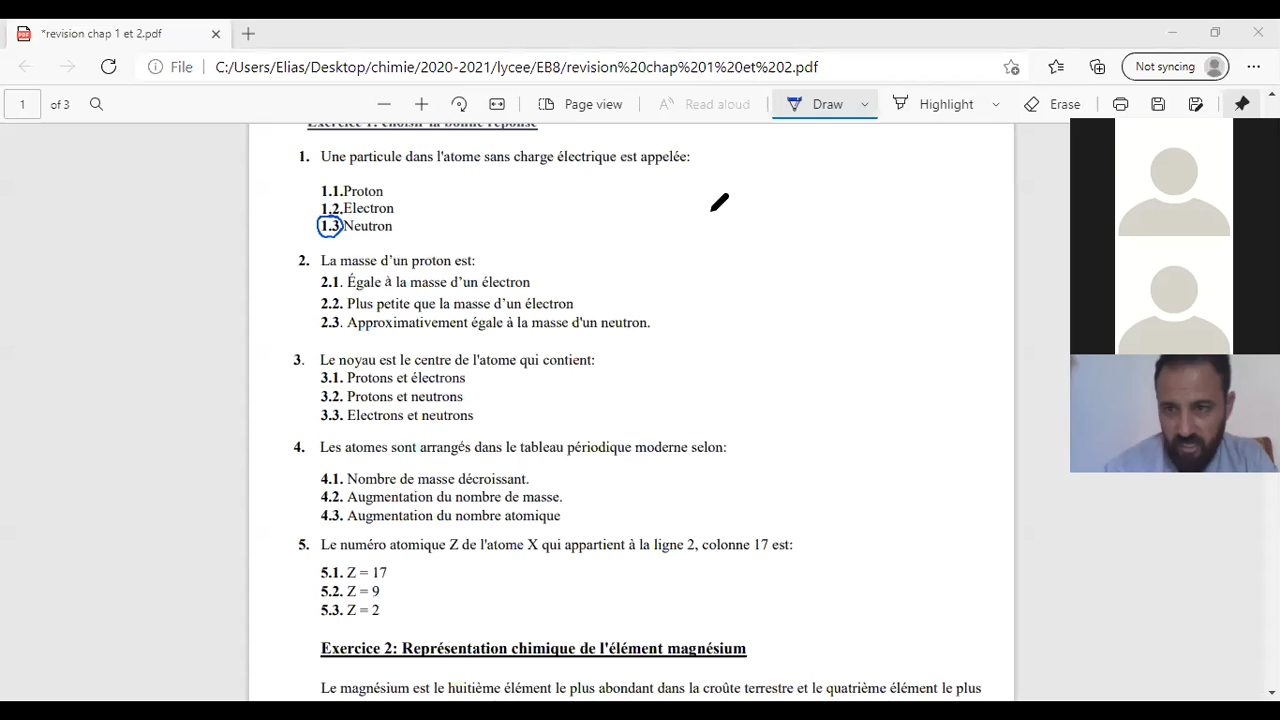 *revision chap 1 et 2.pdf
File
C:/Users/Elias/Desktop/chimie/2020-2021/lycee/EB8/revision%20chap%201%20et%202.pdf
Not syncing
1 of 3
Page view
Read aloud
Draw
Highlight
Erase
Exercice 1: choisir la bonne réponse
1. Une particule dans l'atome sans charge électrique est appelée:
1.1.Proton
1.2.Electron
1.3.Neutron
2. La masse d’un proton est:
2.1. Égale à la masse d’un électron
2.2. Plus petite que la masse d’un électron
2.3. Approximativement égale à la masse d'un neutron.
3. Le noyau est le centre de l'atome qui contient:
3.1. Protons et électrons
3.2. Protons et neutrons
3.3. Electrons et neutrons
4. Les atomes sont arrangés dans le tableau périodique moderne selon:
4.1. Nombre de masse décroissant.
4.2. Augmentation du nombre de masse.
4.3. Augmentation du nombre atomique
5. Le numéro atomique Z de l'atome X qui appartient à la ligne 2, colonne 17 est:
5.1. Z = 17
5.2. Z = 9
5.3. Z = 2
Exercice 2: Représentation chimique de l'élément magnésium
Le magnésium est le huitième élément le plus abondant dans la croûte terrestre et le quatrième élément le plus